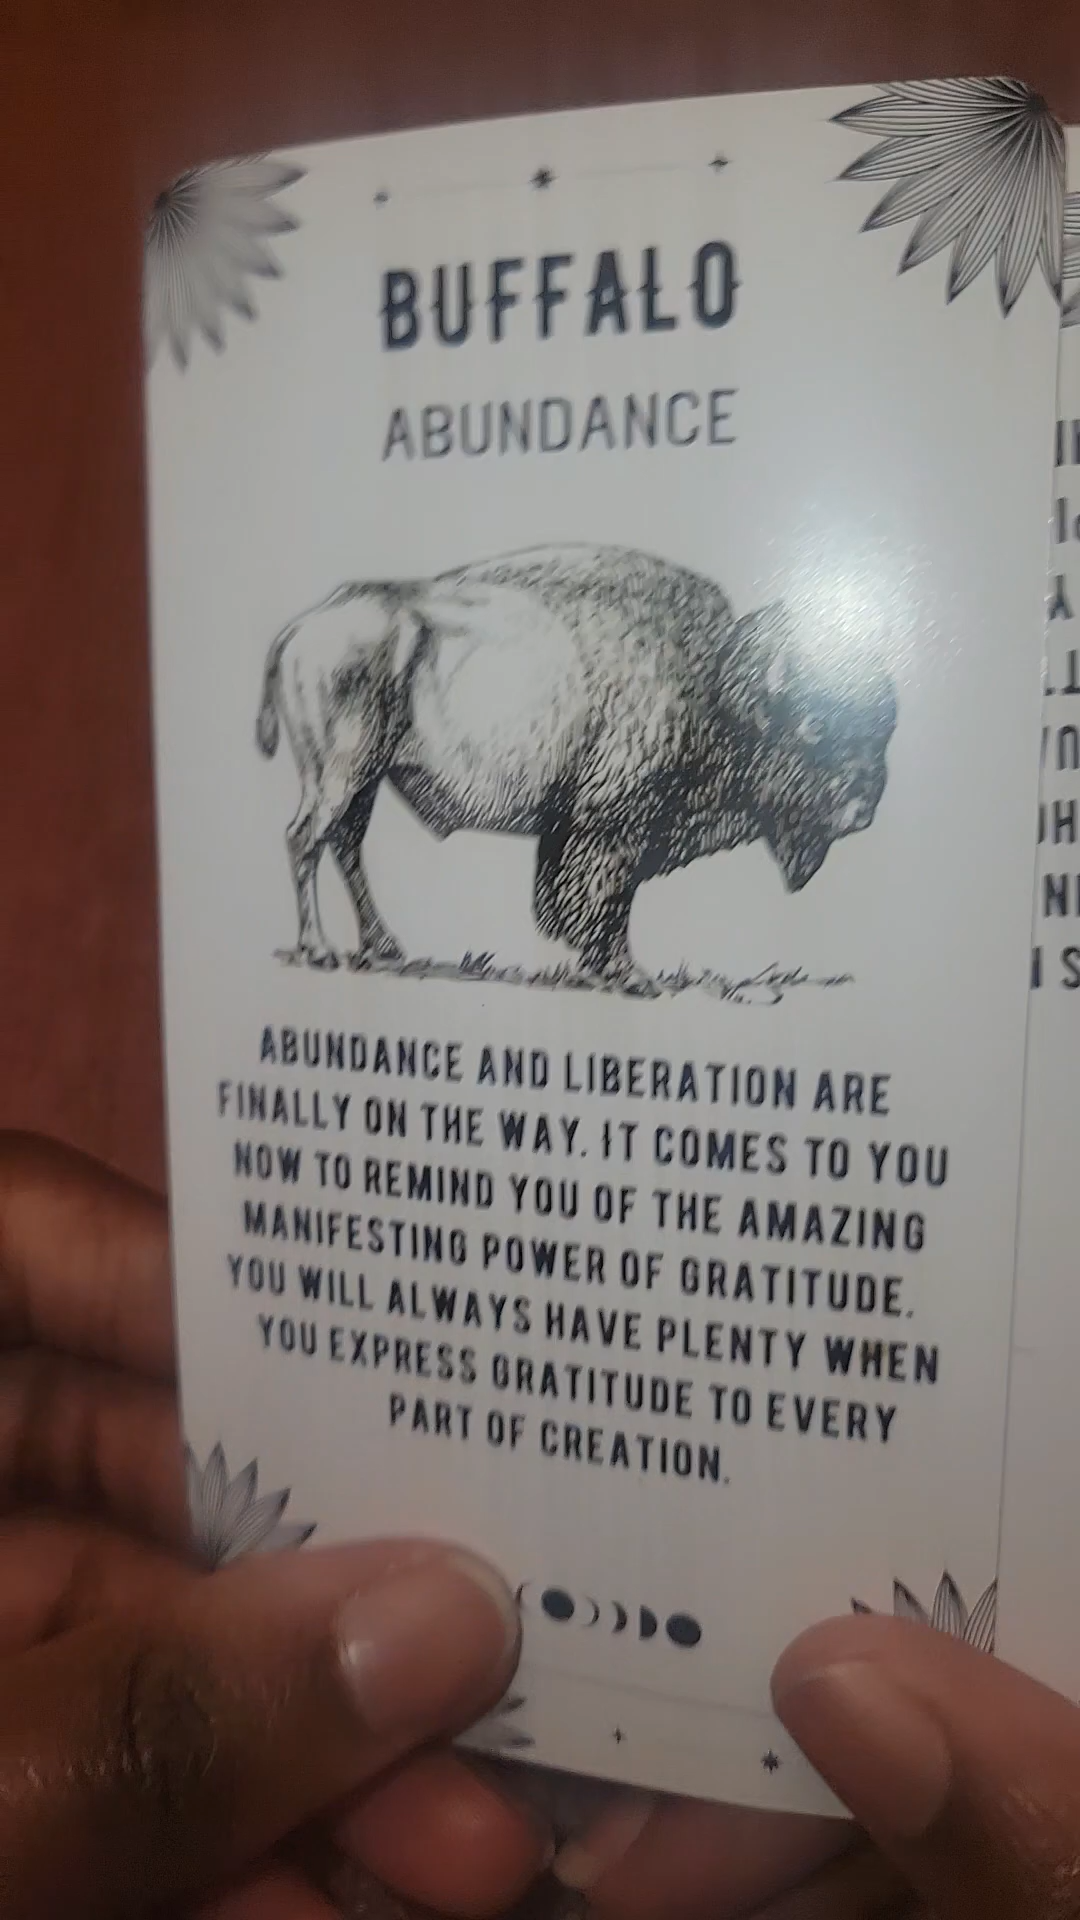 BUFFALO
ABUNDANCE
ABUNDANCE AND LIBERATION ARE
FINALLY ON THE WAY. IT COMES TO YOU
NOW TO REMIND YOU OF THE AMAZING
MANIFESTING POWER OF GRATITUDE.
YOU WILL ALWAYS HAVE PLENTY WHEN
YOU EXPRESS GRATITUDE TO EVERY
PART OF CREATION.